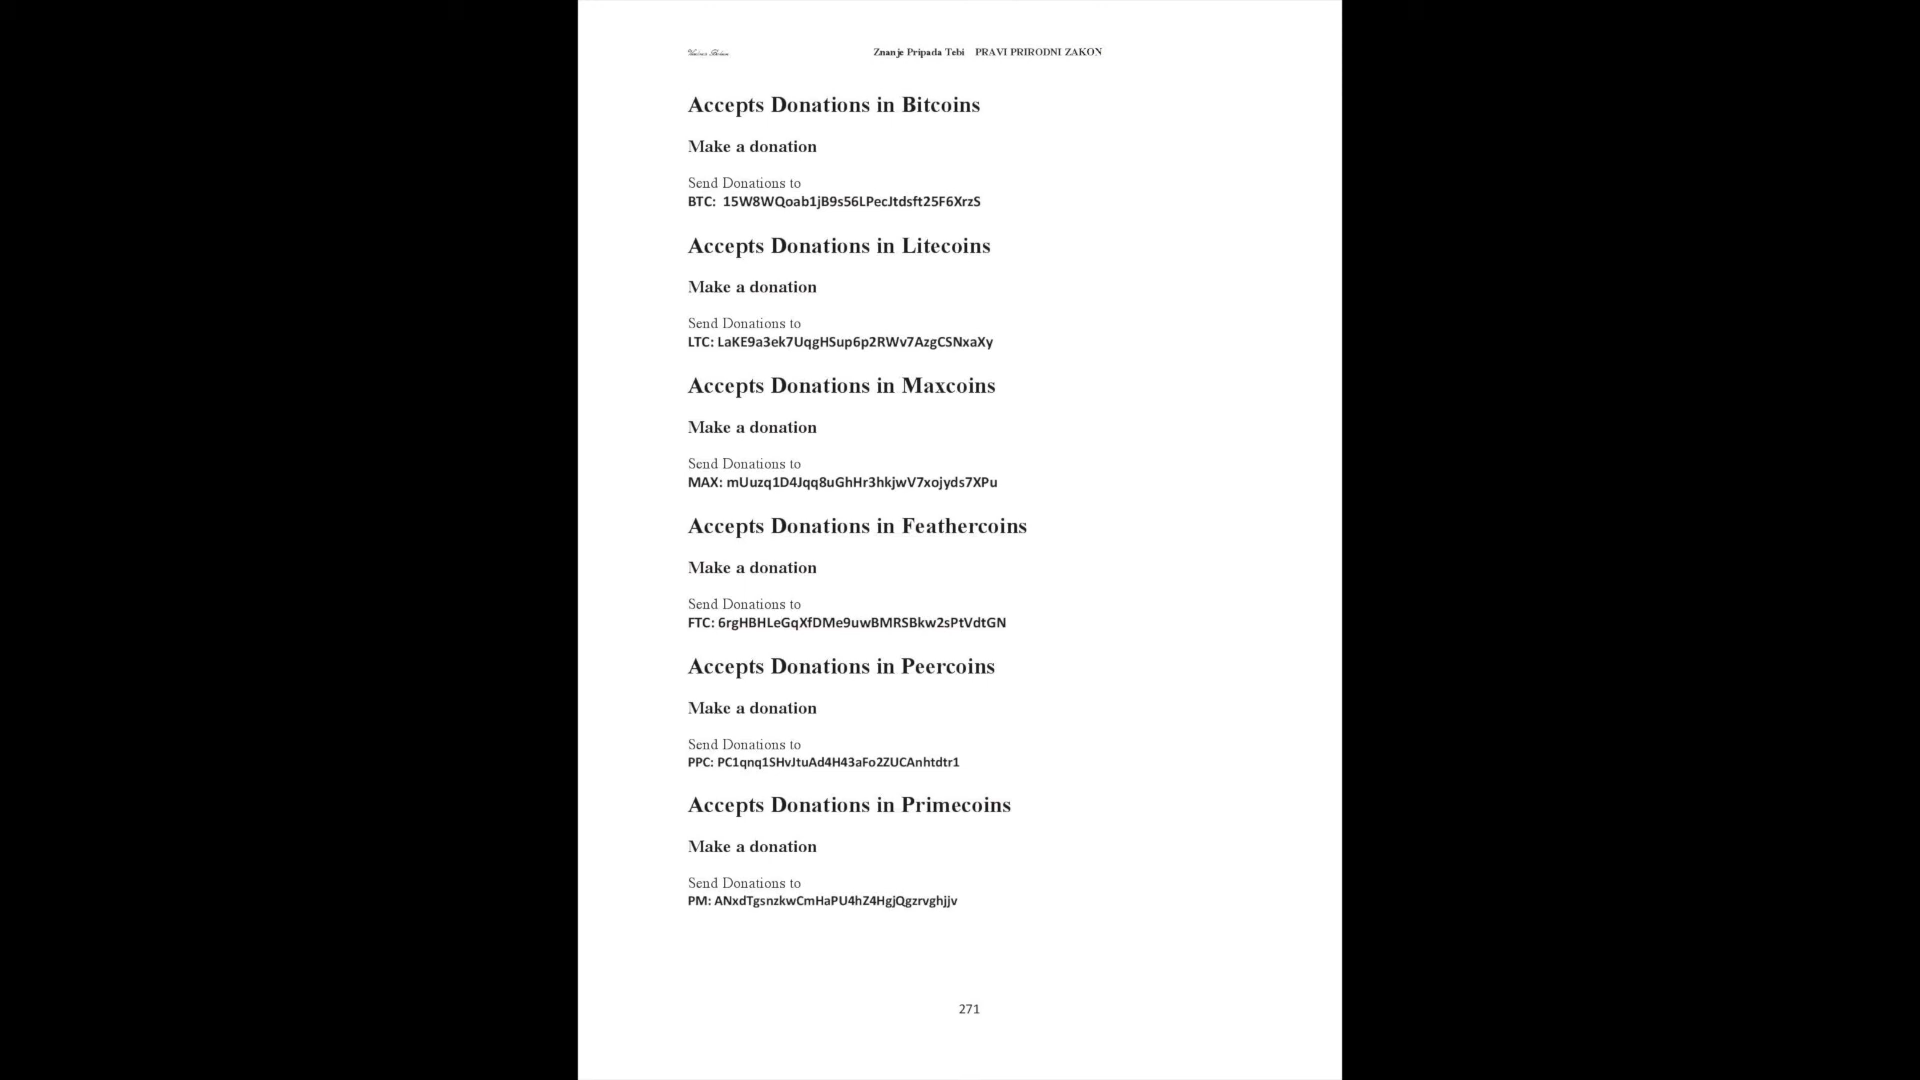 Znanje Pripada Tebi PRAVI PRIRODNI ZAKON
Accepts Donations in Bitcoins
Make a donation
Send Donations to
BTC: 15W8WQoab1jB9s56LPecJtdsft25F6XrzS
Accepts Donations in Litecoins
Make a donation
Send Donations to
LTC: LaKE9a3ek7UqgHSup6p2RWv7AzgCSNxaXy
Accepts Donations in Maxcoins
Make a donation
Send Donations to
MAX: mUuzq1D4Jqq8uGhHr3hkjwV7xojyds7XPu
Accepts Donations in Feathercoins
Make a donation
Send Donations to
FTC: 6rgHBHLeGqXfDMe9uwBMRSBkw2sPtVdtGN
Accepts Donations in Peercoins
Make a donation
Send Donations to
PPC: PC1qnq1SHvJtuAd4H43aFo2ZUCAnhtdtr1
Accepts Donations in Primecoins
Make a donation
Send Donations to
PM: ANxdTgsnzkwCmHaPU4hZ4HgjQgzrvghjjv
271